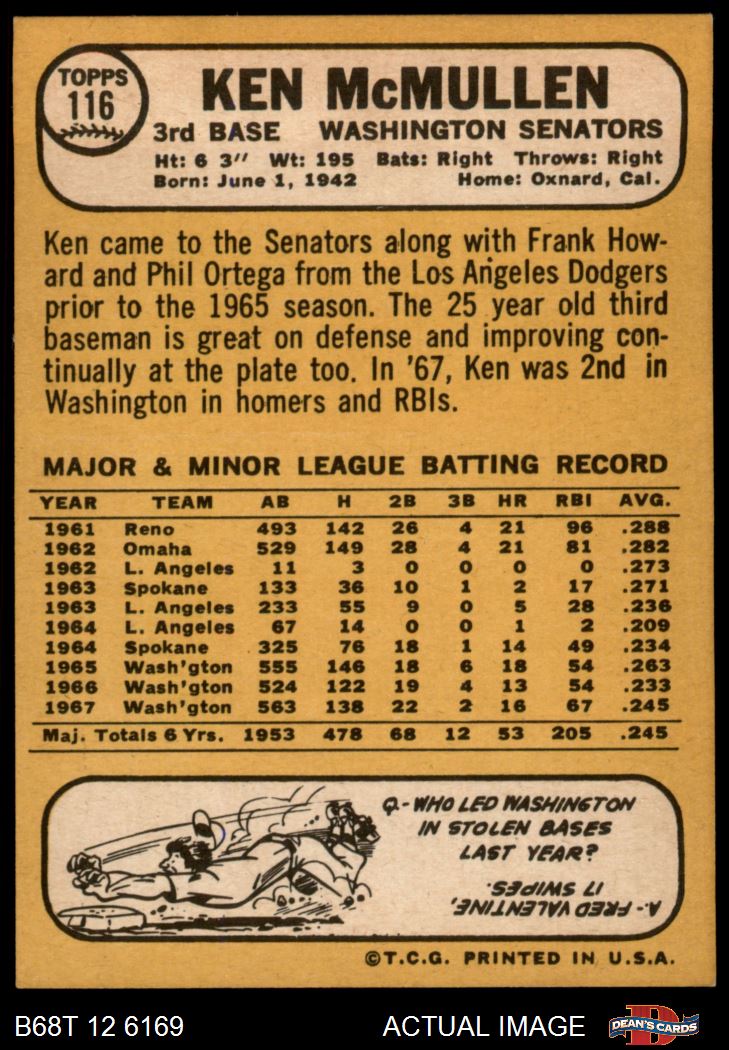 TOPPS
116
KEN McMULLEN
3rd BASE WASHINGTON SENATORS
Ht: 6 3" Wt: 195 Bats: Right Throws: Right
Born: June 1, 1942 Home: Oxnard, Cal.
Ken came to the Senators along with Frank How-
ard and Phil Ortega from the Los Angeles Dodgers
prior to the 1965 season. The 25 year old third
baseman is great on defense and improving con-
tinually at the plate too. In '67, Ken was 2nd in
Washington in homers and RBIs.
MAJOR & MINOR LEAGUE BATTING RECORD
YEAR TEAM AB H 2B 3B HR RBI AVG.
1961 Reno 493 142 26 4 21 96 .288
1962 Omaha 529 149 28 4 21 81 .282
1962 L. Angeles 11 3 0 0 0 0 .273
1963 Spokane 133 36 10 1 2 17 .271
1963 L. Angeles 233 55 9 0 5 28 .236
1964 L. Angeles 67 14 0 0 1 2 .209
1964 Spokane 325 76 18 1 14 49 .234
1965 Wash'gton 555 146 18 6 18 54 .263
1966 Wash'gton 524 122 19 4 13 54 .233
1967 Wash'gton 563 138 22 2 16 67 .245
Maj. Totals 6 Yrs. 1953 478 68 12 53 205 .245
Q-WHO LED WASHINGTON
IN STOLEN BASES
LAST YEAR?
A-FRED VALENTINE,
17 SWIPES.
©T.C.G. PRINTED IN U.S.A.
B68T 12 6169 ACTUAL IMAGE
D
DEAN'S CARDS